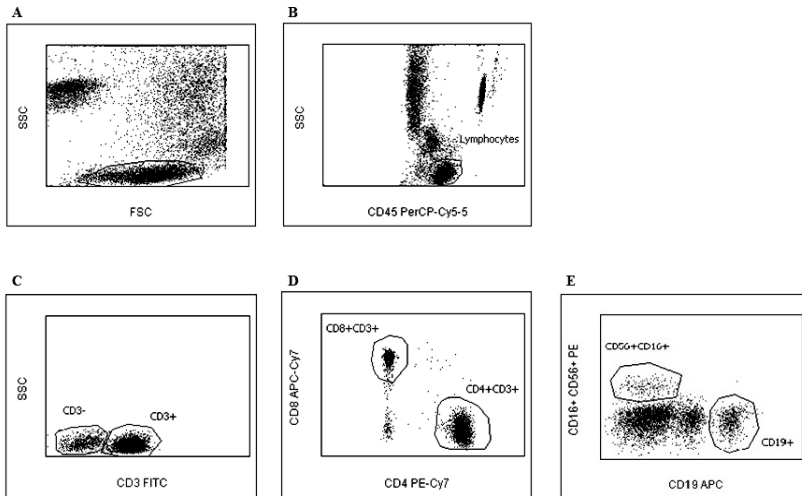 A
SSC
FSC
B
SSC
Lymphocytes
CD45 PerCP-Cy5-5
C
SSC
CD3-
CD3+
CD3 FITC
D
CD8 APC-Cy7
CD8+CD3+
CD4+CD3+
CD4 PE-Cy7
E
CD16+ CD56+ PE
CD56+CD16+
CD19+
CD19 APC